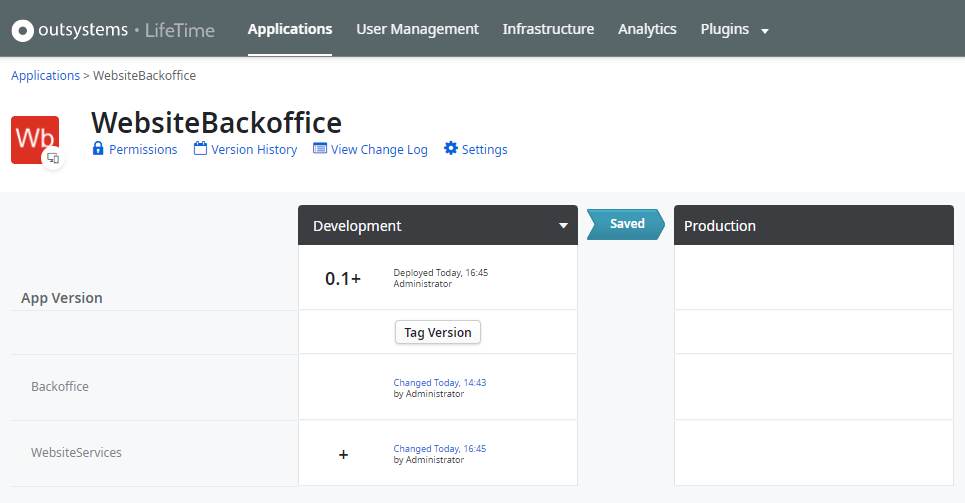 outsystems · LifeTime Applications User Management Infrastructure Analytics Plugins
Applications > WebsiteBackoffice
Wb
WebsiteBackoffice
Permissions Version History View Change Log Settings
Development Saved Production
App Version
0.1+
Deployed Today, 16:45
Administrator
Tag Version
Backoffice
Changed Today, 14:43
by Administrator
WebsiteServices
+
Changed Today, 16:45
by Administrator